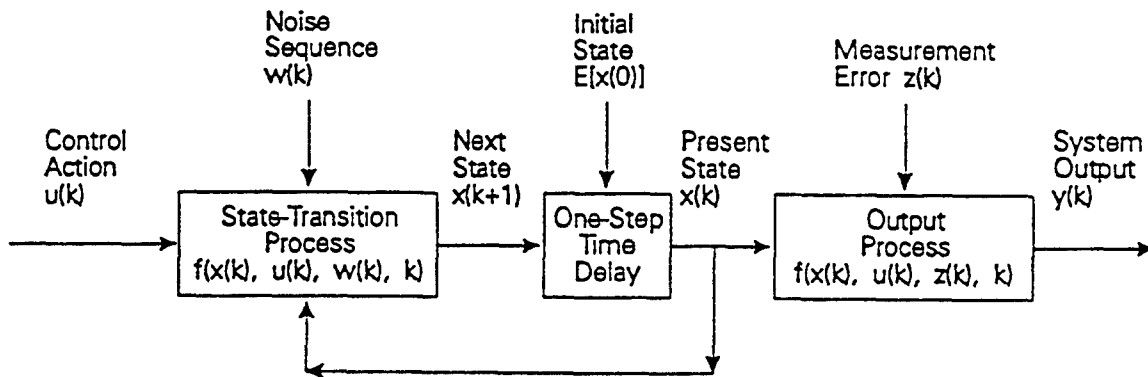 Noise
Sequence
w(k)
Initial
State
E[x(0)]
Measurement
Error z(k)
Control
Action
u(k)
Next
State
x(k+1)
Present
State
x(k)
System
Output
y(k)
State-Transition
Process
f(x(k), u(k), w(k), k)
One-Step
Time
Delay
Output
Process
f(x(k), u(k), z(k), k)